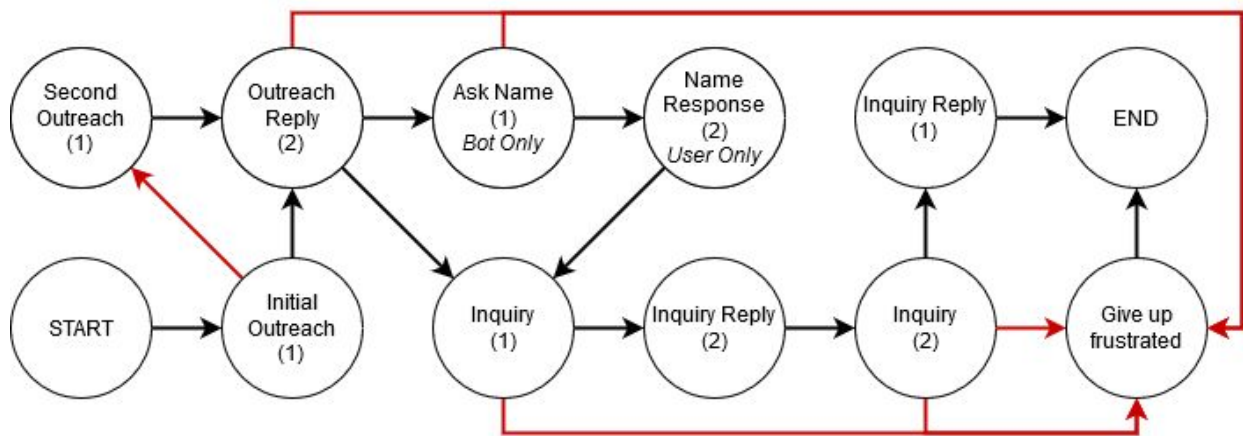 Second
Outreach
(1)
Outreach
Reply
(2)
Ask Name
(1)
Bot Only
Name
Response
(2)
User Only
Inquiry Reply
(1)
END
START
Initial
Outreach
(1)
Inquiry
(1)
Inquiry Reply
(2)
Inquiry
(2)
Give up
frustrated